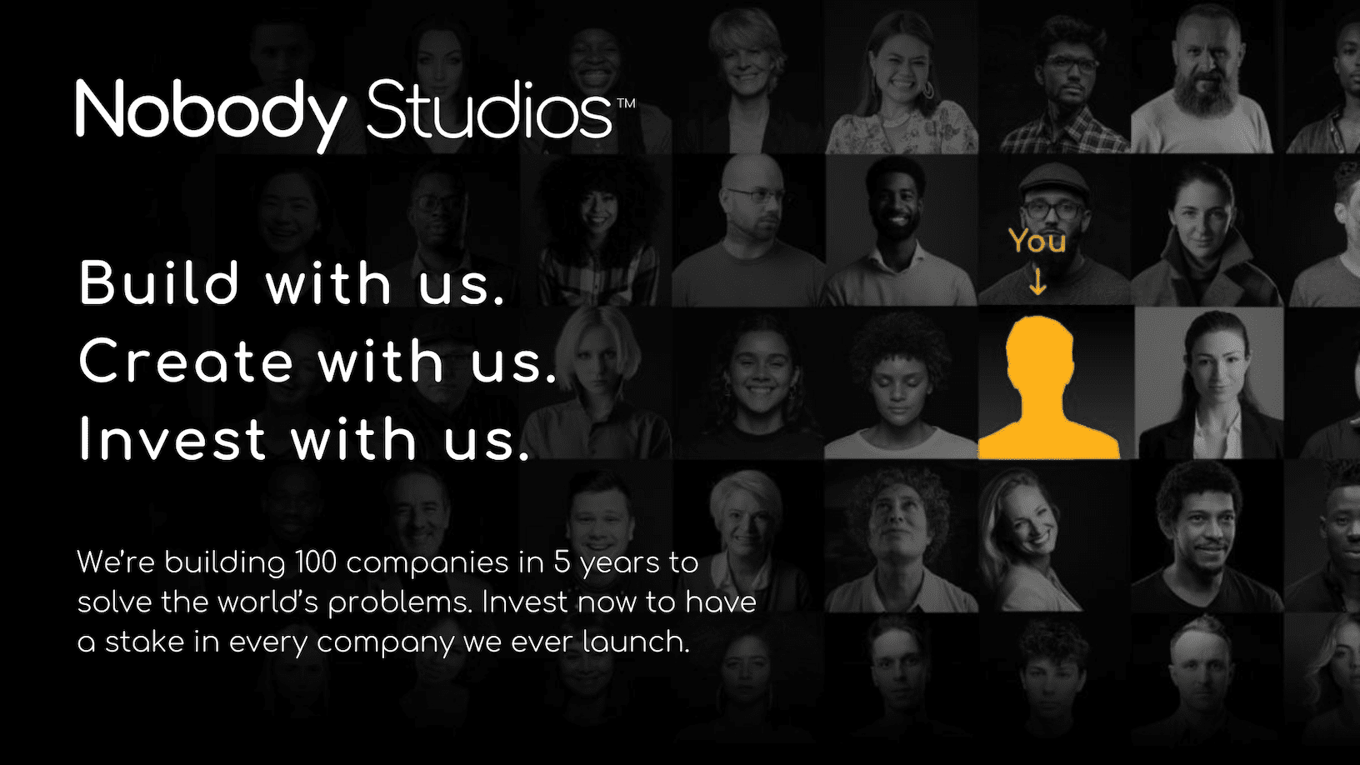 Nobody Studios™
Build with us.
Create with us.
Invest with us.
We're building 100 companies in 5 years to
solve the world's problems. Invest now to have
a stake in every company we ever launch.
You
↓